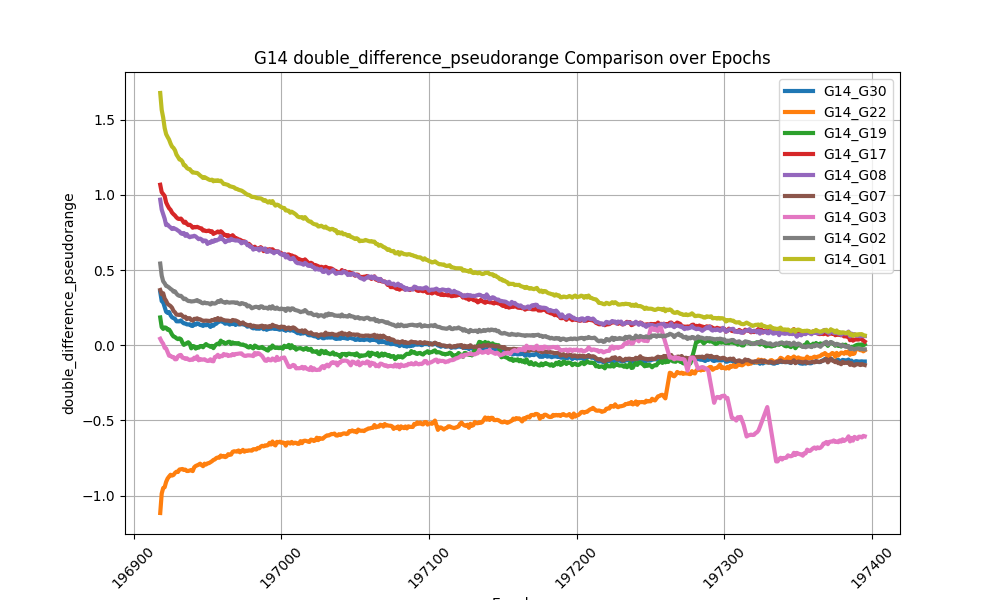 G14 double_difference_pseudorange Comparison over Epochs
double_difference_pseudorange
1.5
1.0
0.5
0.0
−0.5
−1.0
G14_G30
G14_G22
G14_G19
G14_G17
G14_G08
G14_G07
G14_G03
G14_G02
G14_G01
196900
197000
197100
197200
197300
197400